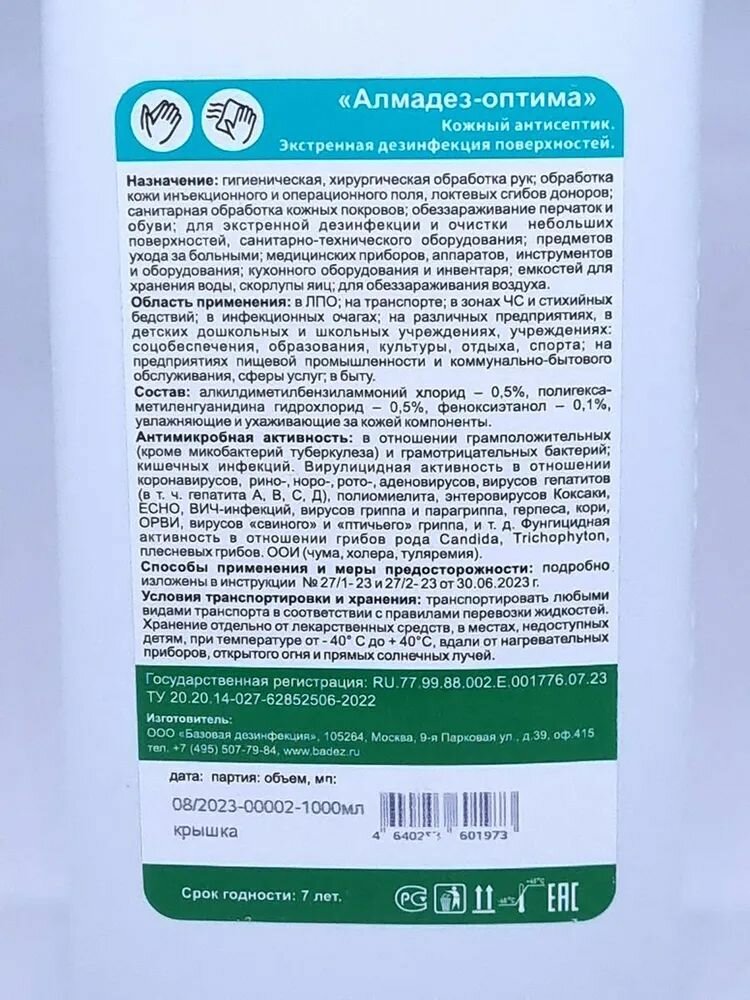 «Алмадез-оптима»
Кожный антисептик.
Экстренная дезинфекция поверхностей.
Назначение: гигиеническая, хирургическая обработка рук; обработка
кожи инъекционного и операционного поля, локтевых сгибов доноров;
санитарная обработка кожных покровов; обеззараживание перчаток и
обуви; для экстренной дезинфекции и очистки небольших
поверхностей, санитарно-технического оборудования; предметов
ухода за больными; медицинских приборов, аппаратов, инструментов
и оборудования; кухонного оборудования и инвентаря; емкостей для
хранения воды, скорлупы яиц; для обеззараживания воздуха.
Область применения: в ЛПО; на транспорте; в зонах ЧС и стихийных
бедствий; в инфекционных очагах; на различных предприятиях, в
детских дошкольных и школьных учреждениях, учреждениях:
соцобеспечения, образования, культуры, отдыха, спорта; на
предприятиях пищевой промышленности и коммунально-бытового
обслуживания, сферы услуг; в быту.
Состав: алкилдиметилбензиламмоний хлорид – 0,5%, полигекса-
метиленгуанидина гидрохлорид – 0,5%, феноксиэтанол – 0,1%,
увлажняющие и ухаживающие за кожей компоненты.
Антимикробная активность: в отношении грамположительных
(кроме микобактерий туберкулеза) и грамотрицательных бактерий;
кишечных инфекций. Вирулицидная активность в отношении
коронавирусов, рино-, норо-, рото-, аденовирусов, вирусов гепатитов
(в т. ч. гепатита А, В, С, Д), полиомиелита, энтеровирусов Коксаки,
ЕСНО, ВИЧ-инфекций, вирусов гриппа и парагриппа, герпеса, кори,
ОРВИ, вирусов «свиного» и «птичьего» гриппа, и т. д. Фунгицидная
активность в отношении грибов рода Candida, Trichophyton,
плесневых грибов. ООИ (чума, холера, туляремия).
Способы применения и меры предосторожности: подробно
изложены в инструкции № 27/1- 23 и 27/2- 23 от 30.06.2023 г.
Условия транспортировки и хранения: транспортировать любыми
видами транспорта в соответствии с правилами перевозки жидкостей.
Хранение отдельно от лекарственных средств, в местах, недоступных
детям, при температуре от - 40° С до + 40°С, вдали от нагревательных
приборов, открытого огня и прямых солнечных лучей.
Государственная регистрация: RU.77.99.88.002.E.001776.07.23
ТУ 20.20.14-027-62852506-2022
Изготовитель:
ООО «Базовая дезинфекция», 105264, Москва, 9-я Парковая ул., д.39, оф.415
тел. +7 (495) 507-79-84, www.badez.ru
дата: партия: объем, мл:
08/2023-00002-1000мл
крышка
601973
Срок годности: 7 лет.
РС
EAC